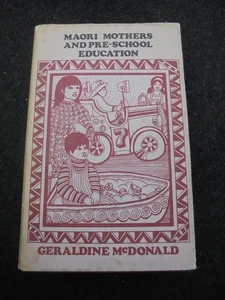 MAORI MOTHERS
AND PRE-SCHOOL
EDUCATION
GERALDINE McDONALD